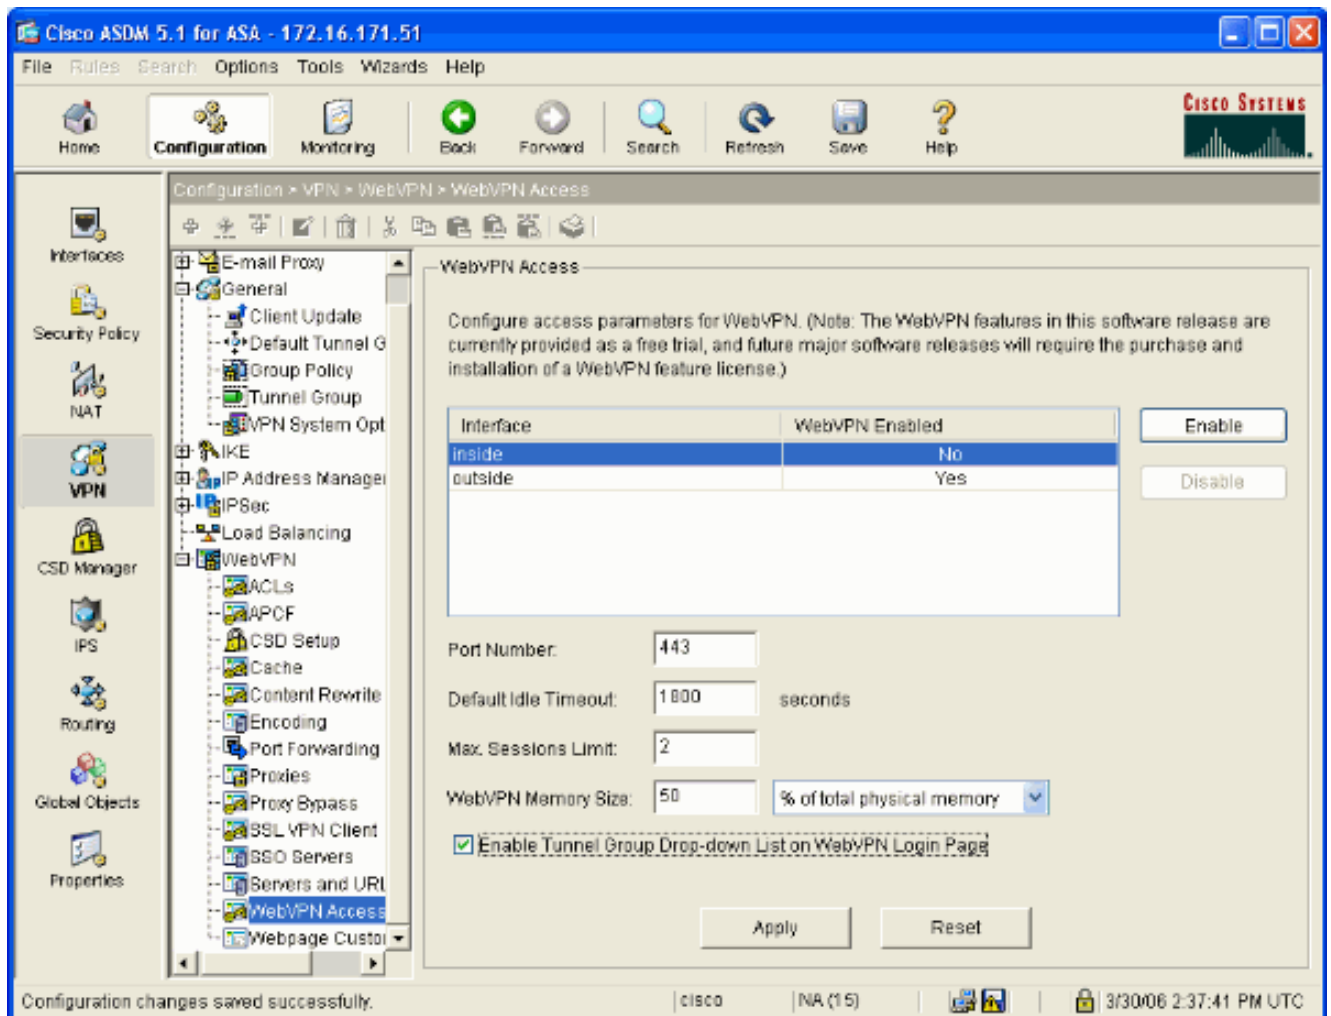 Cisco ASDM 5.1 for ASA - 172.16.171.51
File Rules Search Options Tools Wizards Help
Home Configuration Monitoring Back Forward Search Refresh Save Help
CISCO SYSTEMS
Configuration > VPN > WebVPN > WebVPN Access
Interfaces
Security Policy
NAT
VPN
CSD Manager
IPS
Routing
Global Objects
Properties
E-mail Proxy
General
Client Update
Default Tunnel G
Group Policy
Tunnel Group
VPN System Opt
IKE
IP Address Manager
IPSec
Load Balancing
WebVPN
ACLs
APCF
CSD Setup
Cache
Content Rewrite
Encoding
Port Forwarding
Proxies
Proxy Bypass
SSL VPN Client
SSO Servers
Servers and URL
WebVPN Access
Webpage Custo
WebVPN Access
Configure access parameters for WebVPN. (Note: The WebVPN features in this software release are
currently provided as a free trial, and future major software releases will require the purchase and
installation of a WebVPN feature license.)
Interface WebVPN Enabled
inside No
outside Yes
Enable
Disable
Port Number: 443
Default Idle Timeout: 1800 seconds
Max. Sessions Limit: 2
WebVPN Memory Size: 50 % of total physical memory
Enable Tunnel Group Drop-down List on WebVPN Login Page
Apply Reset
Configuration changes saved successfully. cisco NA (15) 3/30/06 2:37:41 PM UTC